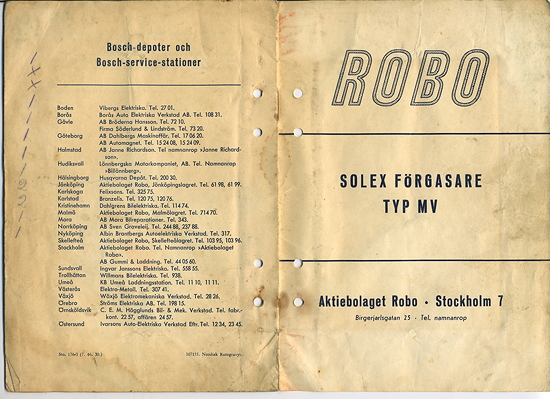 Bosch-depoter och
Bosch-service-stationer
Boden Vibergs Elektriska. Tel. 27 01.
Borås Borås Auto Elektriska Verkstad AB. Tel. 108 31.
Gävle AB Bröderna Hansson. Tel. 72 10.
Firma Söderlund & Lindström. Tel. 73 20.
Göteborg AB Dahlbergs Maskinaffär. Tel. 17 06 20.
AB Automagnet. Tel. 15 24 08, 15 24 09.
Halmstad AB Janne Richardson. Tel namnanrop »Janne Richard-
son».
Hudiksvall Lönnbergska Motorkompaniet, AB. Tel. Namnanrop
»Billönnberg».
Hälsingborg Husqvarna Depåt. Tel. 200 30.
Jönköping Aktiebolaget Robo, Jönköpingslagret. Tel. 61 98, 61 99.
Karlskoga Felixsons. Tel. 325 75.
Karlstad Branzells. Tel. 120 75, 120 76.
Kristinehamn Dahlgrens Bilelektriska. Tel. 114 74.
Malmö Aktiebolaget Robo, Malmölagret. Tel. 714 70.
Mora AB Mora Bilreparationer. Tel. 343.
Norrköping AB Sven Graveleij. Tel. 244 88, 237 88.
Nyköping Albin Brantbergs Autoelektriska Verkstad. Tel. 317.
Skellefteå Aktiebolaget Robo, Skellefteålagret. Tel. 103 95, 103 96.
Stockholm Aktiebolaget Robo. Tel. Namnanrop »Aktiebolaget
Robo».
AB Gummi & Laddning. Tel. 44 05 60.
Sundsvall Ingvar Jonssons Elektriska. Tel. 558 55.
Trollhättan Willmans Bilelektriska. Tel. 938.
Umeå KB Umeå Laddningsstation. Tel. 11 10, 11 11.
Västerås Elektro-Metall. Tel. 307 41.
Växjö Wäxjö Elektromekaniska Verkstad. Tel. 28 26.
Örebro Ströms Elektriska AB. Tel. 198 15.
Örnsköldsvik C. E. M. Hägglunds Bil- & Mek. Verkstad. Tel. fabr.-
kont. 22 57, affären 24 57.
Östersund Ivarsons Auto-Elektriska Verkstad Eftr. Tel. 12 34, 23 45.
ROBO
SOLEX FÖRGASARE
TYP MV
Aktiebolaget Robo · Stockholm 7
Birgerjarlsgatan 25 · Tel. namnanrop